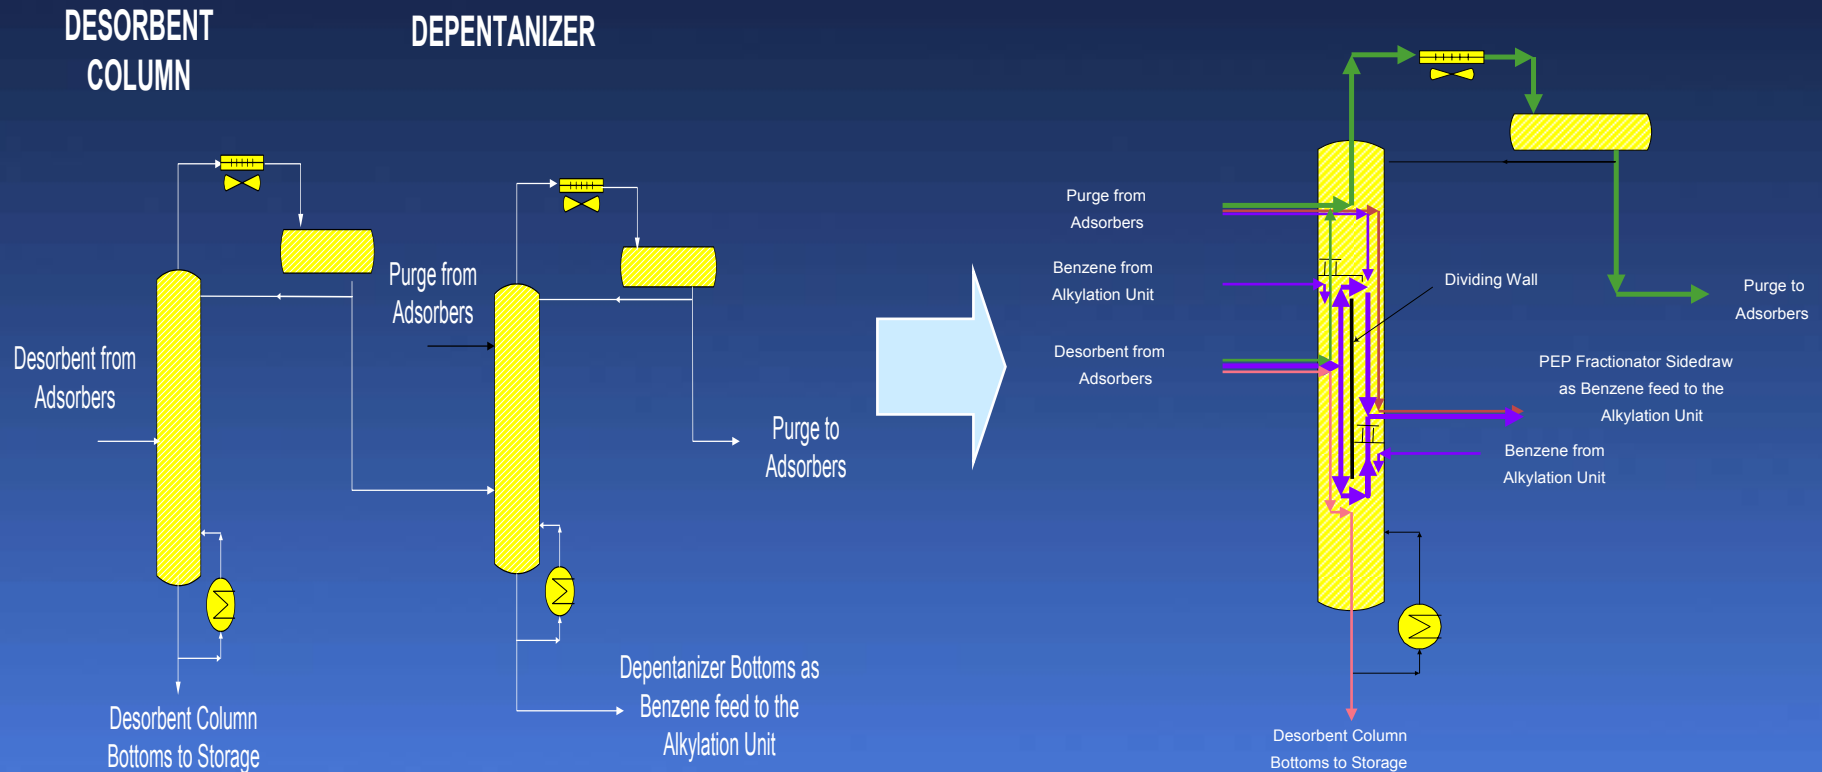 DESORBENT
COLUMN
DEPENTANIZER
Desorbent from
Adsorbers
Purge from
Adsorbers
Purge to
Adsorbers
Desorbent Column
Bottoms to Storage
Depentanizer Bottoms as
Benzene feed to the
Alkylation Unit
Purge from
Adsorbers
Benzene from
Alkylation Unit
Desorbent from
Adsorbers
Dividing Wall
Purge to
Adsorbers
PEP Fractionator Sidedraw
as Benzene feed to the
Alkylation Unit
Benzene from
Alkylation Unit
Desorbent Column
Bottoms to Storage